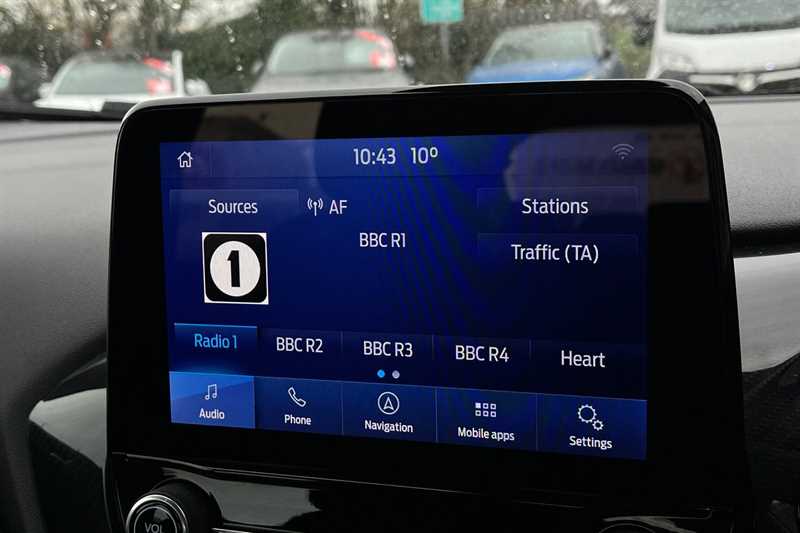 10:43 10°
Sources AF Stations
BBC R1
Traffic (TA)
1
Radio 1 BBC R2 BBC R3 BBC R4 Heart
Audio Phone Navigation Mobile apps Settings
VOL